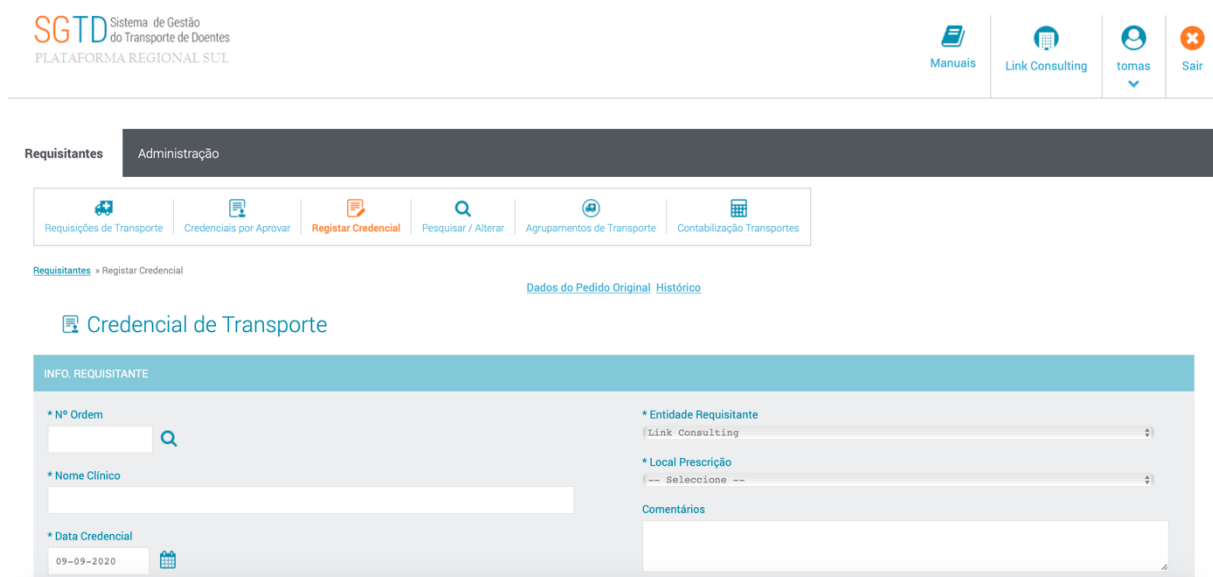 SGTD Sistema de Gestão
do Transporte de Doentes
PLATAFORMA REGIONAL SUL
Manuais
Link Consulting
tomas
Sair
Requisitantes
Administração
Requisições de Transporte
Credenciais por Aprovar
Registar Credencial
Pesquisar / Alterar
Agrupamentos de Transporte
Contabilização Transportes
Requisitantes » Registar Credencial
Dados do Pedido Original Histórico
Credencial de Transporte
INFO. REQUISITANTE
* Nº Ordem
* Nome Clínico
* Data Credencial
09-09-2020
* Entidade Requisitante
Link Consulting
* Local Prescrição
-- Seleccione --
Comentários